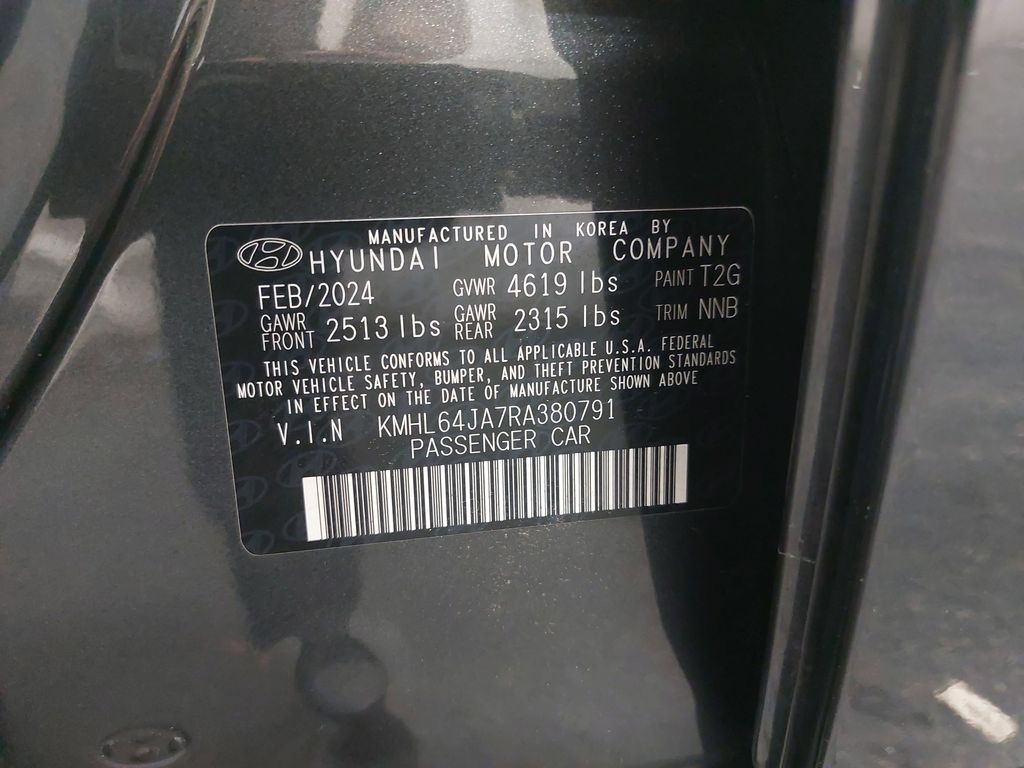 MANUFACTURED IN KOREA BY
HYUNDAI MOTOR COMPANY
FEB/2024 GVWR 4619 lbs PAINT T2G
GAWR FRONT 2513 lbs GAWR REAR 2315 lbs TRIM NNB
THIS VEHICLE CONFORMS TO ALL APPLICABLE U.S.A. FEDERAL
MOTOR VEHICLE SAFETY, BUMPER, AND THEFT PREVENTION STANDARDS
IN EFFECT ON THE DATE OF MANUFACTURE SHOWN ABOVE
V.I.N KMHL64JA7RA380791
PASSENGER CAR